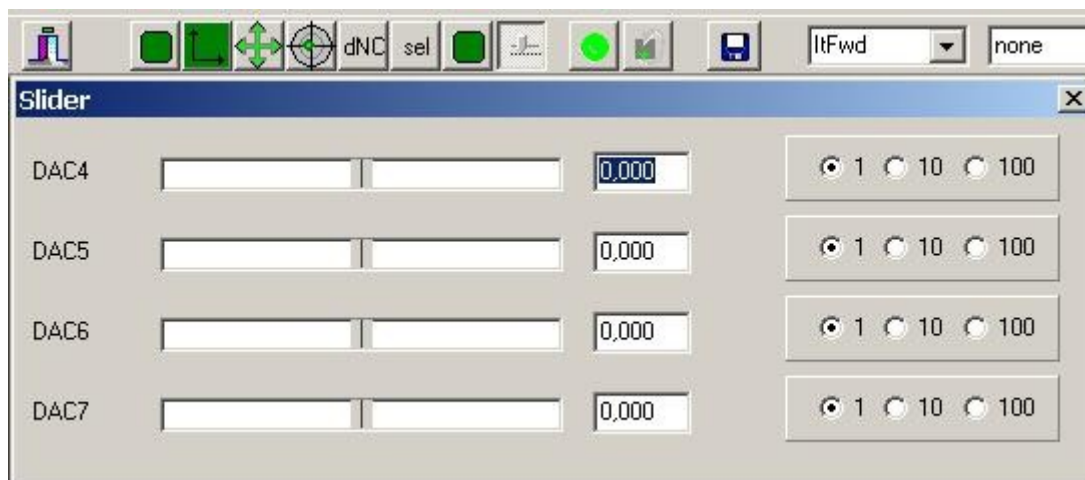 dNC sel ltFwd none
Slider
DAC4 0,000 1 10 100
DAC5 0,000 1 10 100
DAC6 0,000 1 10 100
DAC7 0,000 1 10 100